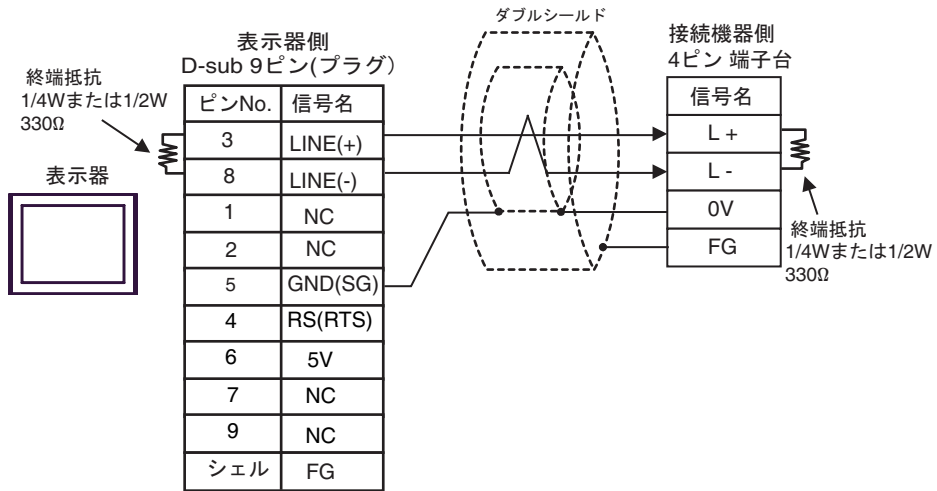 ダブルシールド
表示器側
D-sub 9ピン(プラグ)
接続機器側
4ピン 端子台
終端抵抗
1/4Wまたは1/2W
330Ω
表示器
ピンNo. 信号名
3 LINE(+)
8 LINE(-)
1 NC
2 NC
5 GND(SG)
4 RS(RTS)
6 5V
7 NC
9 NC
シェル FG
信号名
L +
L -
0V
FG
終端抵抗
1/4Wまたは1/2W
330Ω